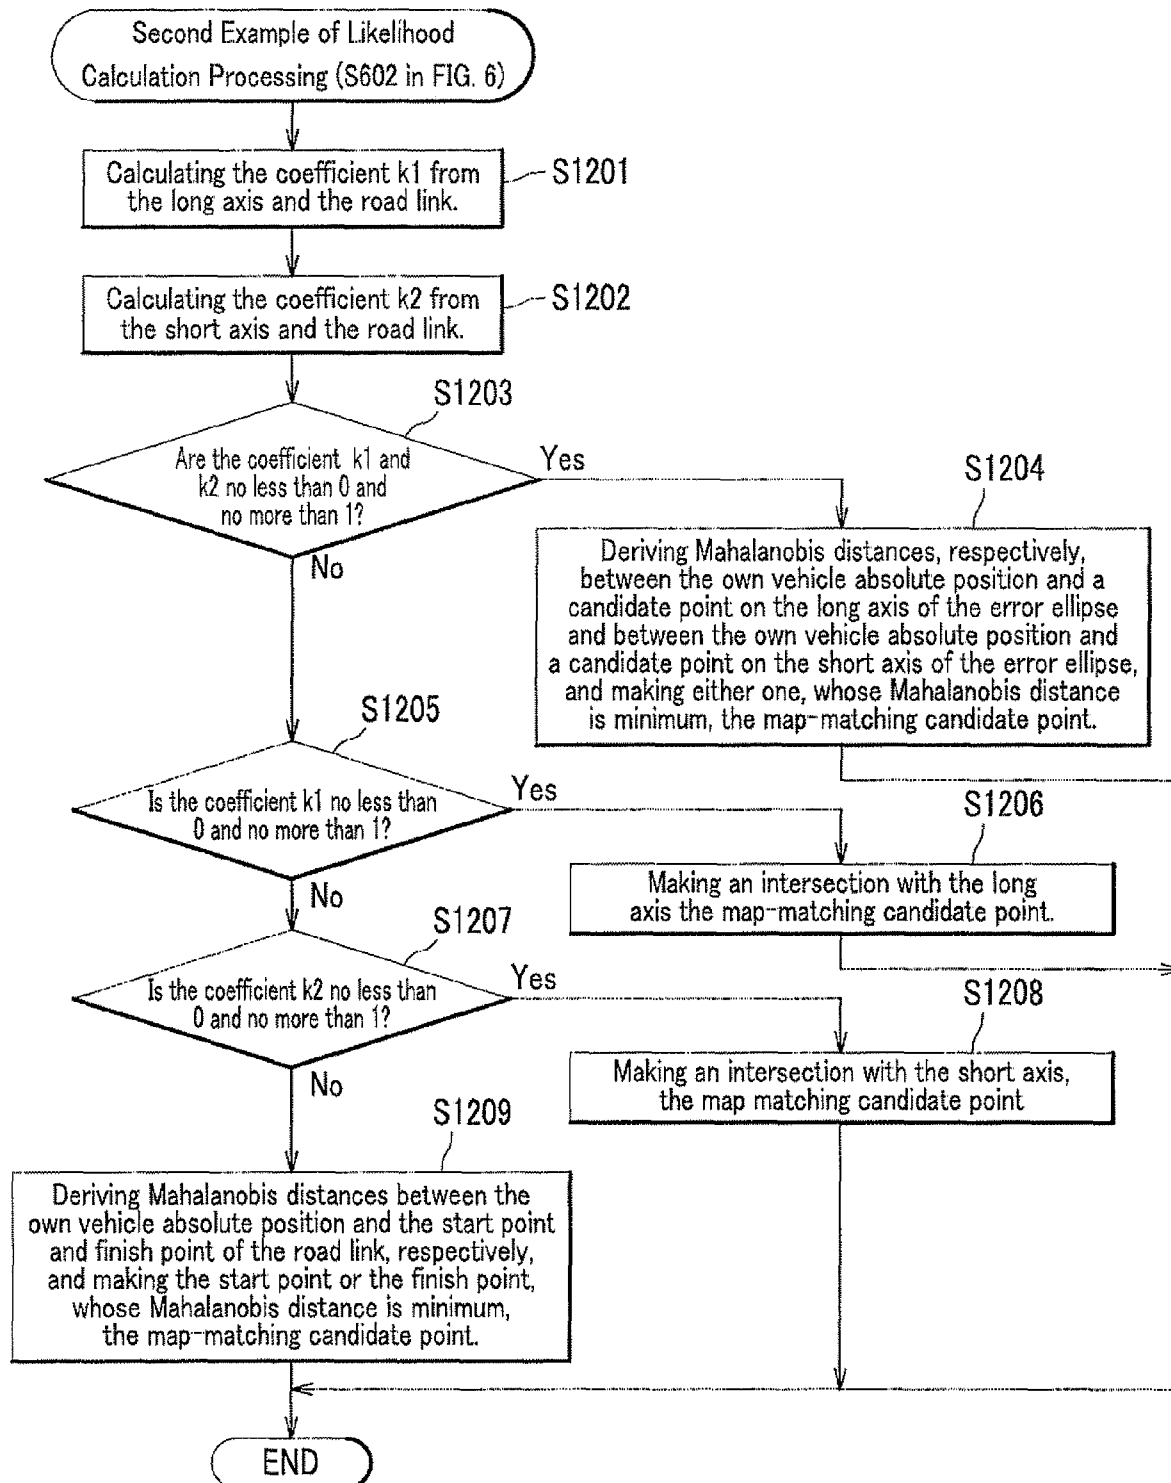 Second Example of Likelihood
Calculation Processing (S602 in FIG. 6)
Calculating the coefficient k1 from
the long axis and the road link.
S1201
Calculating the coefficient k2 from
the short axis and the road link.
S1202
S1203
Are the coefficient k1 and
k2 no less than 0 and
no more than 1?
Yes
No
S1204
Deriving Mahalanobis distances, respectively,
between the own vehicle absolute position and a
candidate point on the long axis of the error ellipse
and between the own vehicle absolute position and
a candidate point on the short axis of the error ellipse,
and making either one, whose Mahalanobis distance
is minimum, the map-matching candidate point.
S1205
Is the coefficient k1 no less than
0 and no more than 1?
Yes
No
S1206
Making an intersection with the long
axis the map-matching candidate point.
S1207
Is the coefficient k2 no less than
0 and no more than 1?
Yes
No
S1208
Making an intersection with the short axis,
the map matching candidate point
S1209
Deriving Mahalanobis distances between the
own vehicle absolute position and the start point
and finish point of the road link, respectively,
and making the start point or the finish point,
whose Mahalanobis distance is minimum,
the map-matching candidate point.
END